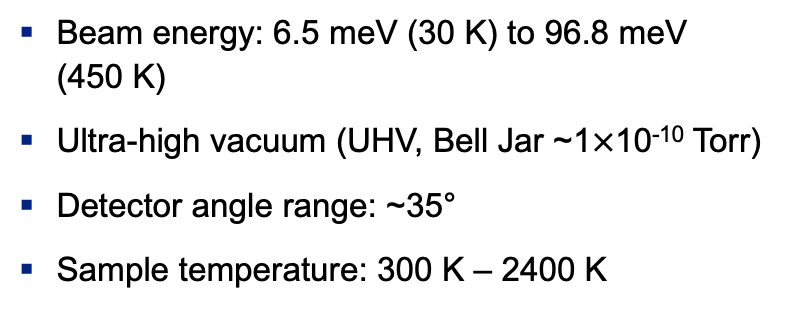 ▪ Beam energy: 6.5 meV (30 K) to 96.8 meV
(450 K)
▪ Ultra-high vacuum (UHV, Bell Jar ~1×10⁻¹⁰ Torr)
▪ Detector angle range: ~35°
▪ Sample temperature: 300 K – 2400 K